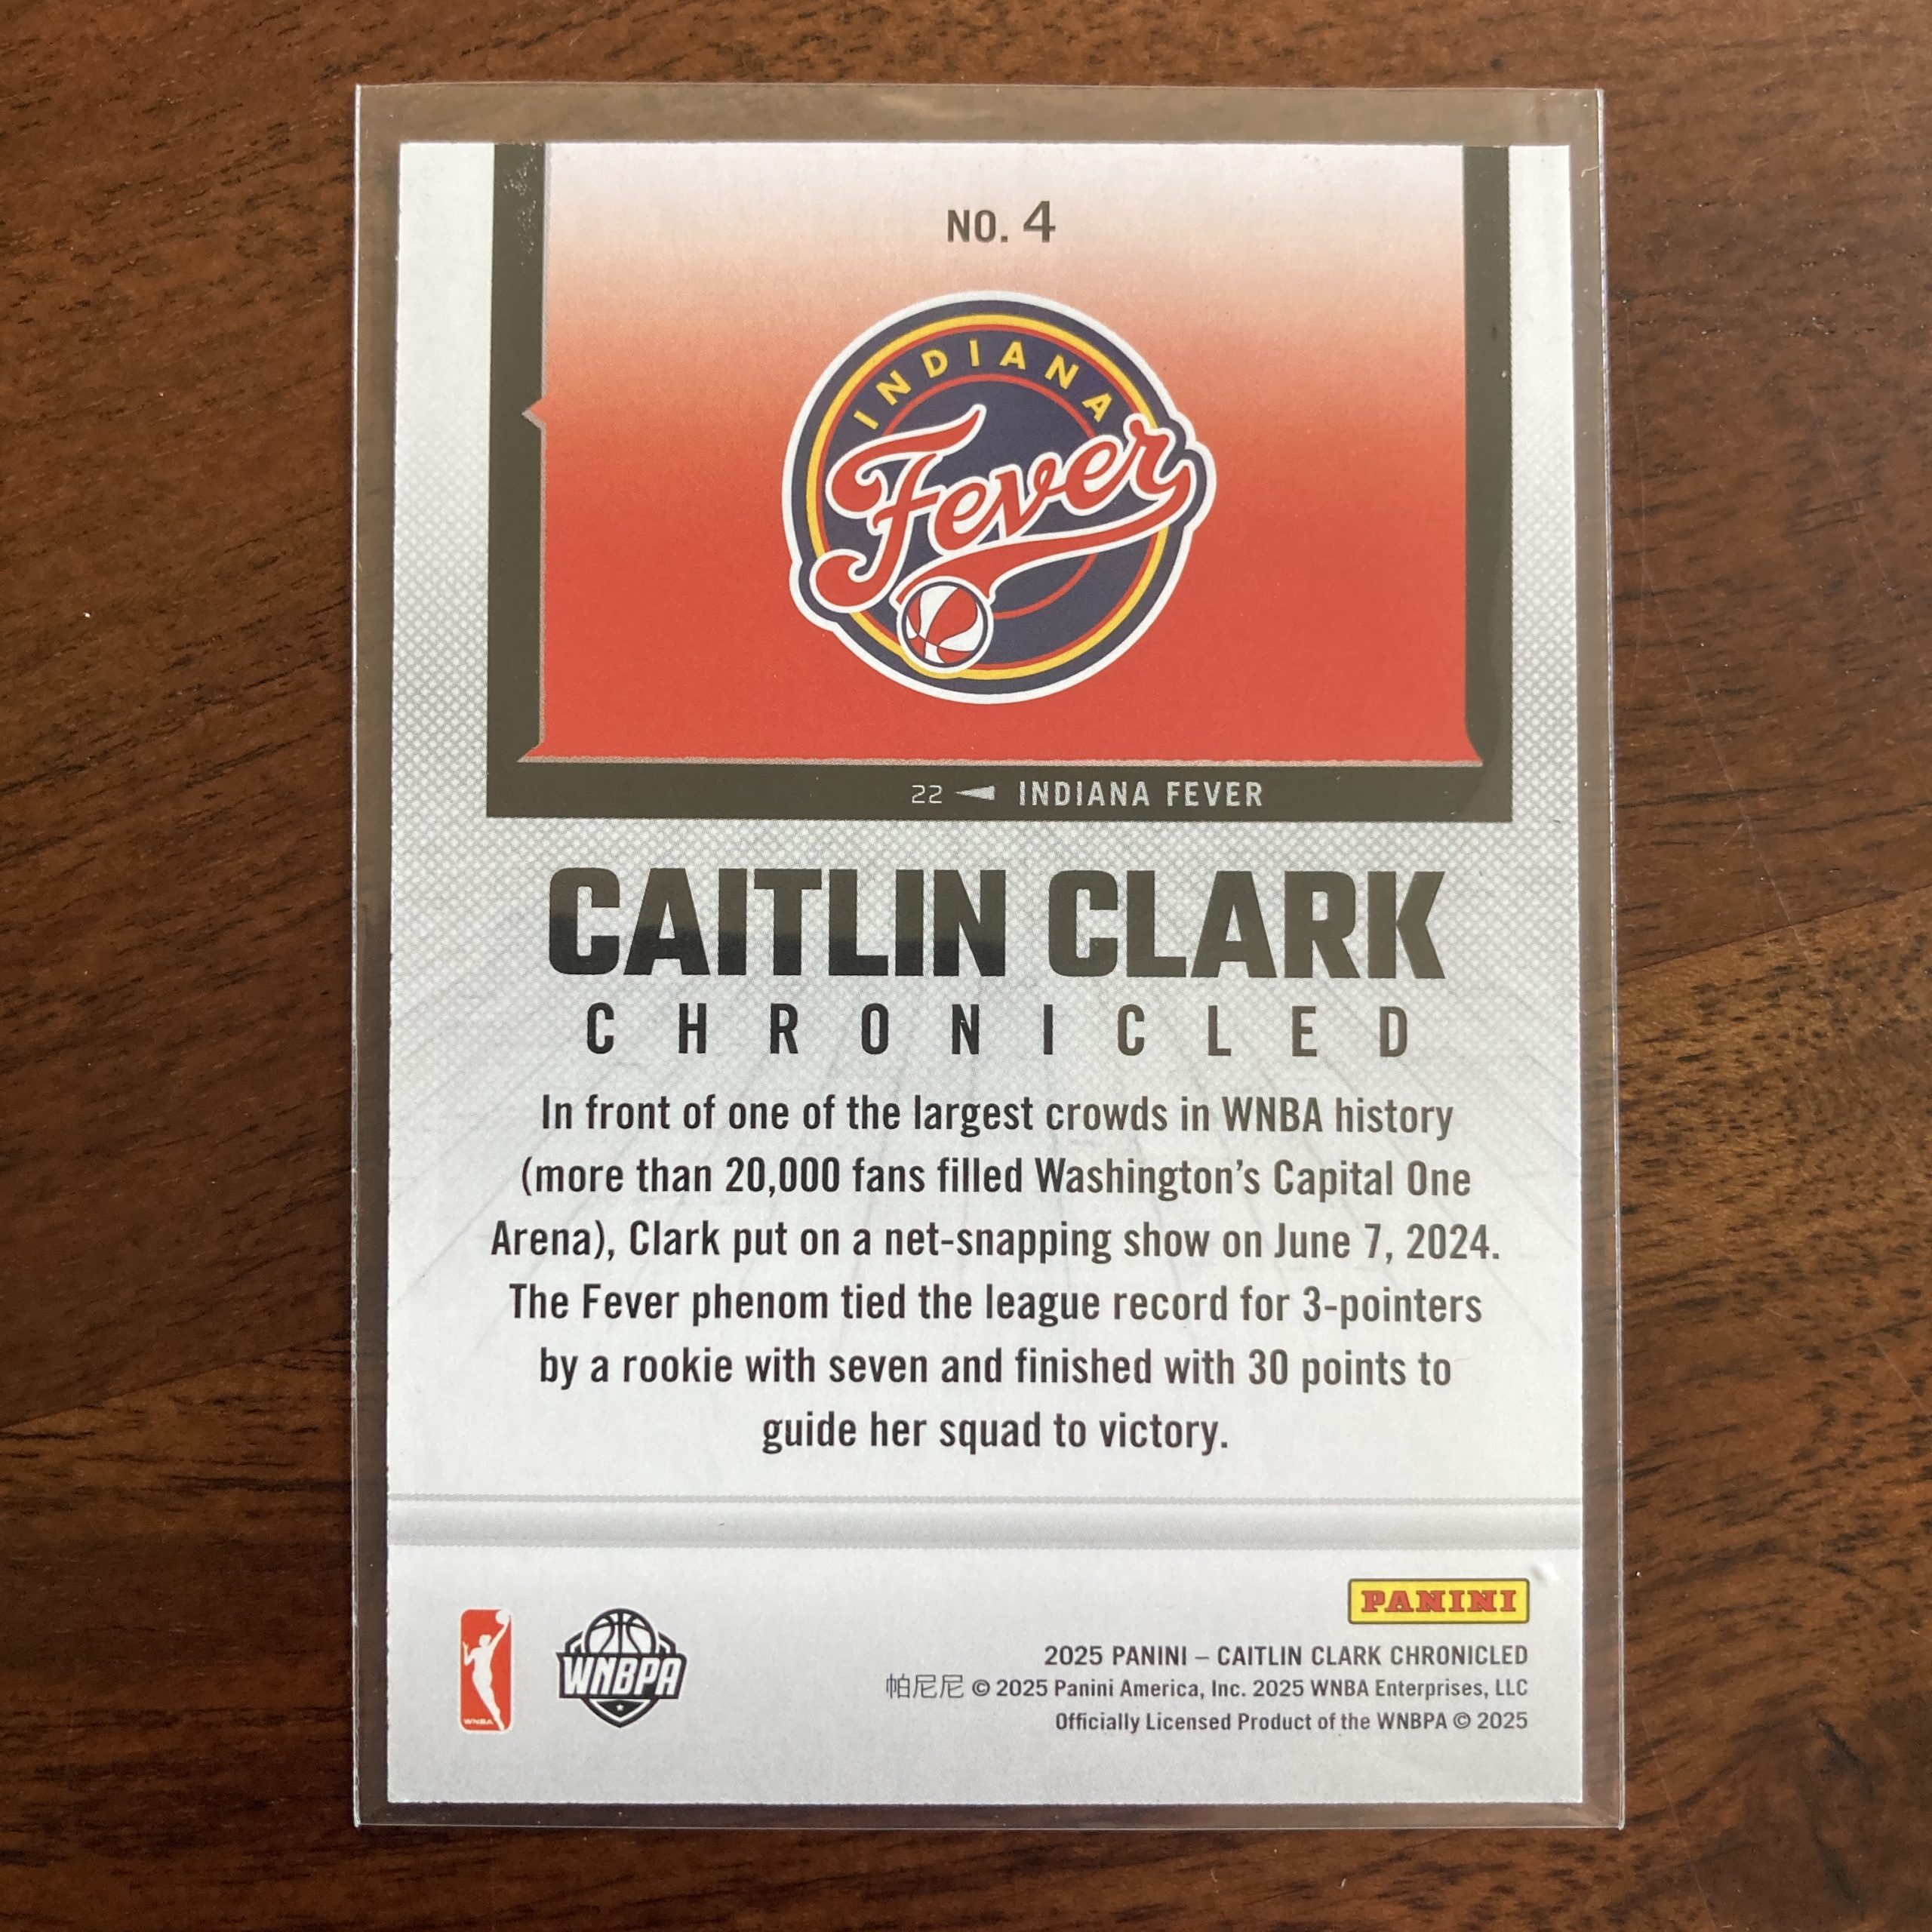 NO. 4
INDIANA
Fever
22 INDIANA FEVER
CAITLIN CLARK
CHRONICLED
In front of one of the largest crowds in WNBA history
(more than 20,000 fans filled Washington's Capital One
Arena), Clark put on a net-snapping show on June 7, 2024.
The Fever phenom tied the league record for 3-pointers
by a rookie with seven and finished with 30 points to
guide her squad to victory.
PANINI
WNBA
WNBPA
2025 PANINI – CAITLIN CLARK CHRONICLED
帕尼尼 © 2025 Panini America, Inc. 2025 WNBA Enterprises, LLC
Officially Licensed Product of the WNBPA © 2025